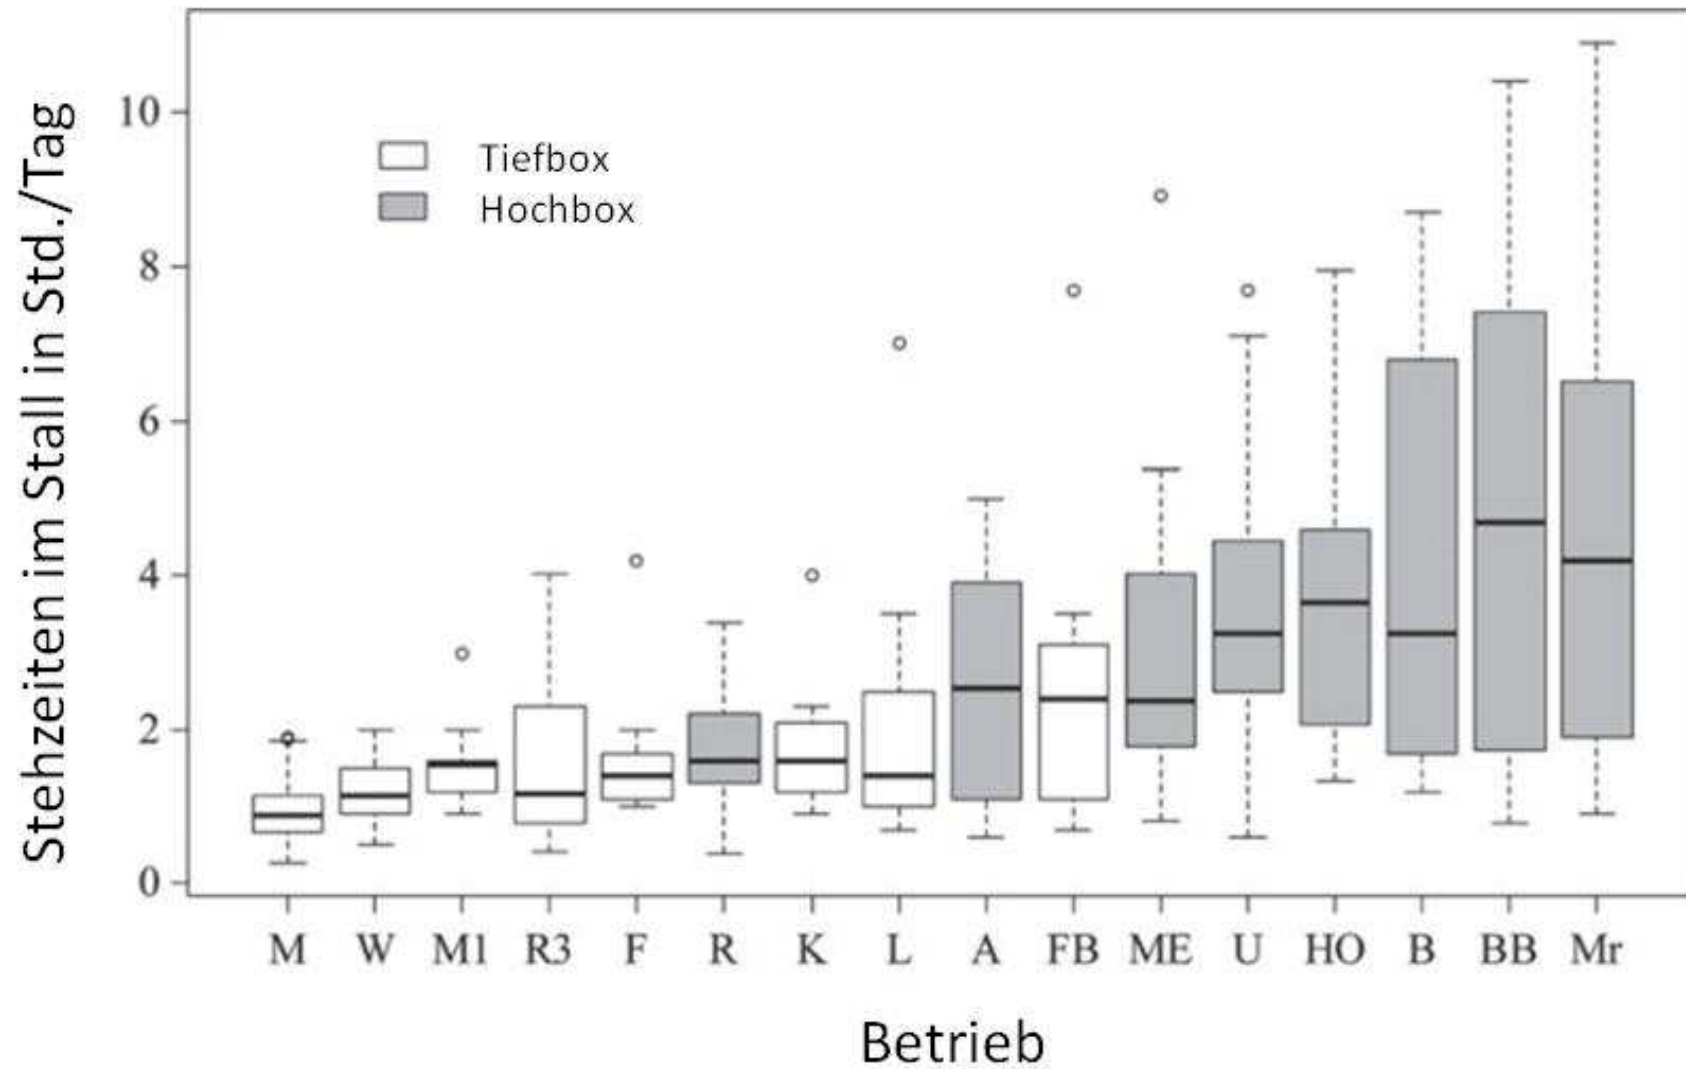 Stehzeiten im Stall in Std./Tag
10
8
6
4
2
0
Tiefbox
Hochbox
M W M1 R3 F R K L A FB ME U HO B BB Mr
Betrieb